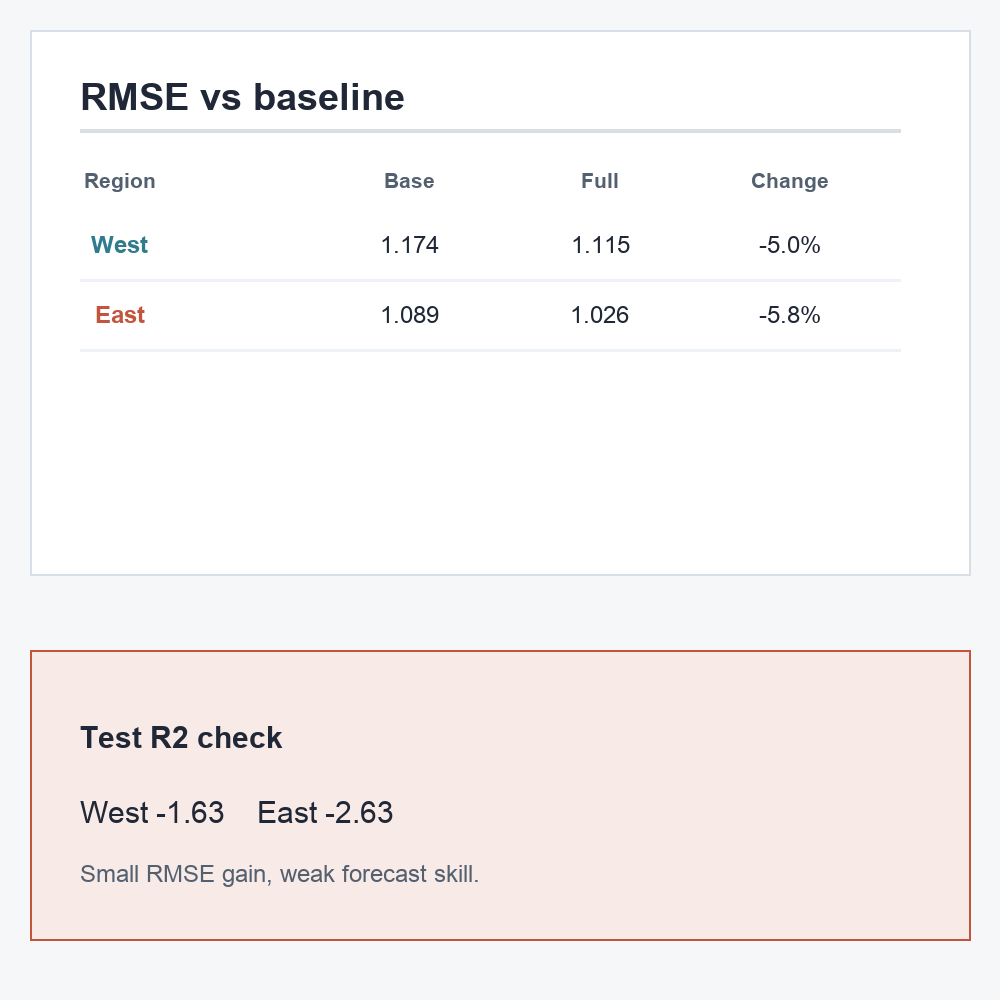 RMSE vs baseline
Region Base Full Change
West 1.174 1.115 -5.0%
East 1.089 1.026 -5.8%
Test R2 check
West -1.63 East -2.63
Small RMSE gain, weak forecast skill.